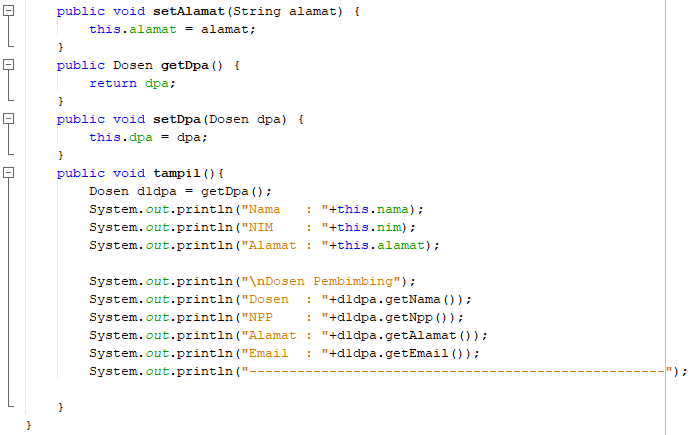 public void setAlamat(String alamat) {
this.alamat = alamat;
}
public Dosen getDpa() {
return dpa;
}
public void setDpa(Dosen dpa) {
this.dpa = dpa;
}
public void tampil(){
Dosen d1dpa = getDpa();
System.out.println("Nama   : "+this.nama);
System.out.println("NIM    : "+this.nim);
System.out.println("Alamat : "+this.alamat);
System.out.println("\nDosen Pembimbing");
System.out.println("Dosen  : "+d1dpa.getNama());
System.out.println("NPP    : "+d1dpa.getNpp());
System.out.println("Alamat : "+d1dpa.getAlamat());
System.out.println("Email  : "+d1dpa.getEmail());
System.out.println("----------------------------------------------------");
}
}